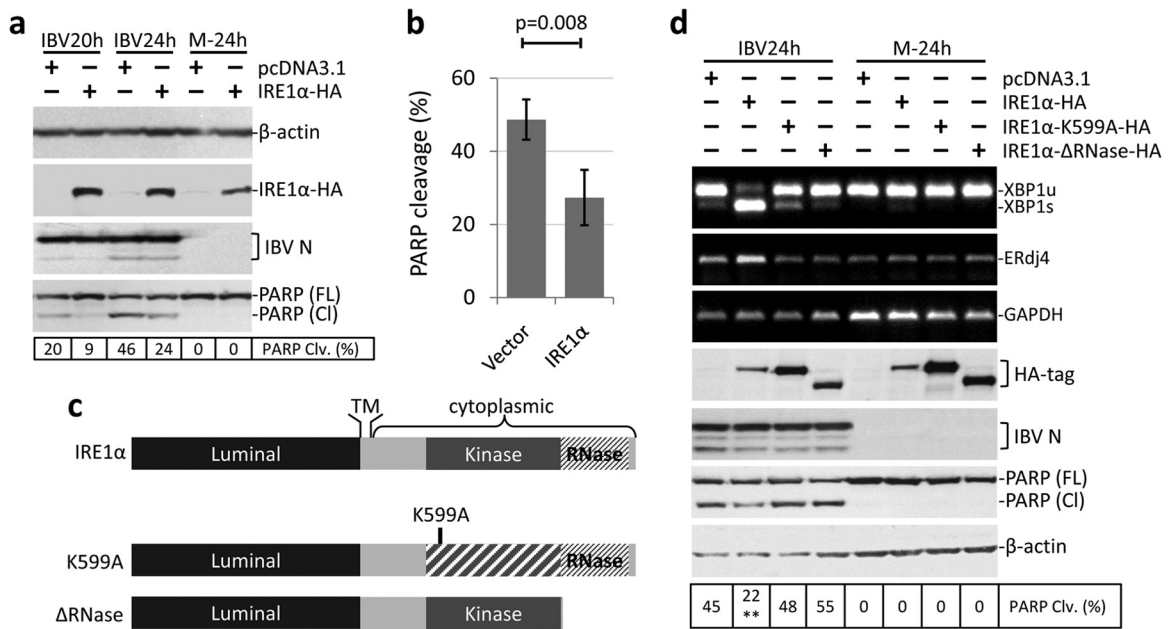 a
IBV20h IBV24h M-24h
+ − + − + − pcDNA3.1
− + − + − + IRE1α-HA
-β-actin
-IRE1α-HA
IBV N
-PARP (FL)
-PARP (Cl)
20 9 46 24 0 0 PARP Clv. (%)
b
p=0.008
PARP cleavage (%)
60
40
20
0
Vector
IRE1α
c
TM cytoplasmic
IRE1α Luminal Kinase RNase
K599A
K599A Luminal RNase
ΔRNase Luminal Kinase
d
IBV24h M-24h
+ − − − + − − − pcDNA3.1
− + − − − + − − IRE1α-HA
− − + − − − + − IRE1α-K599A-HA
− − − + − − − + IRE1α-ΔRNase-HA
-XBP1u
-XBP1s
-ERdj4
-GAPDH
HA-tag
IBV N
-PARP (FL)
-PARP (Cl)
-β-actin
45 22 ** 48 55 0 0 0 0 PARP Clv. (%)